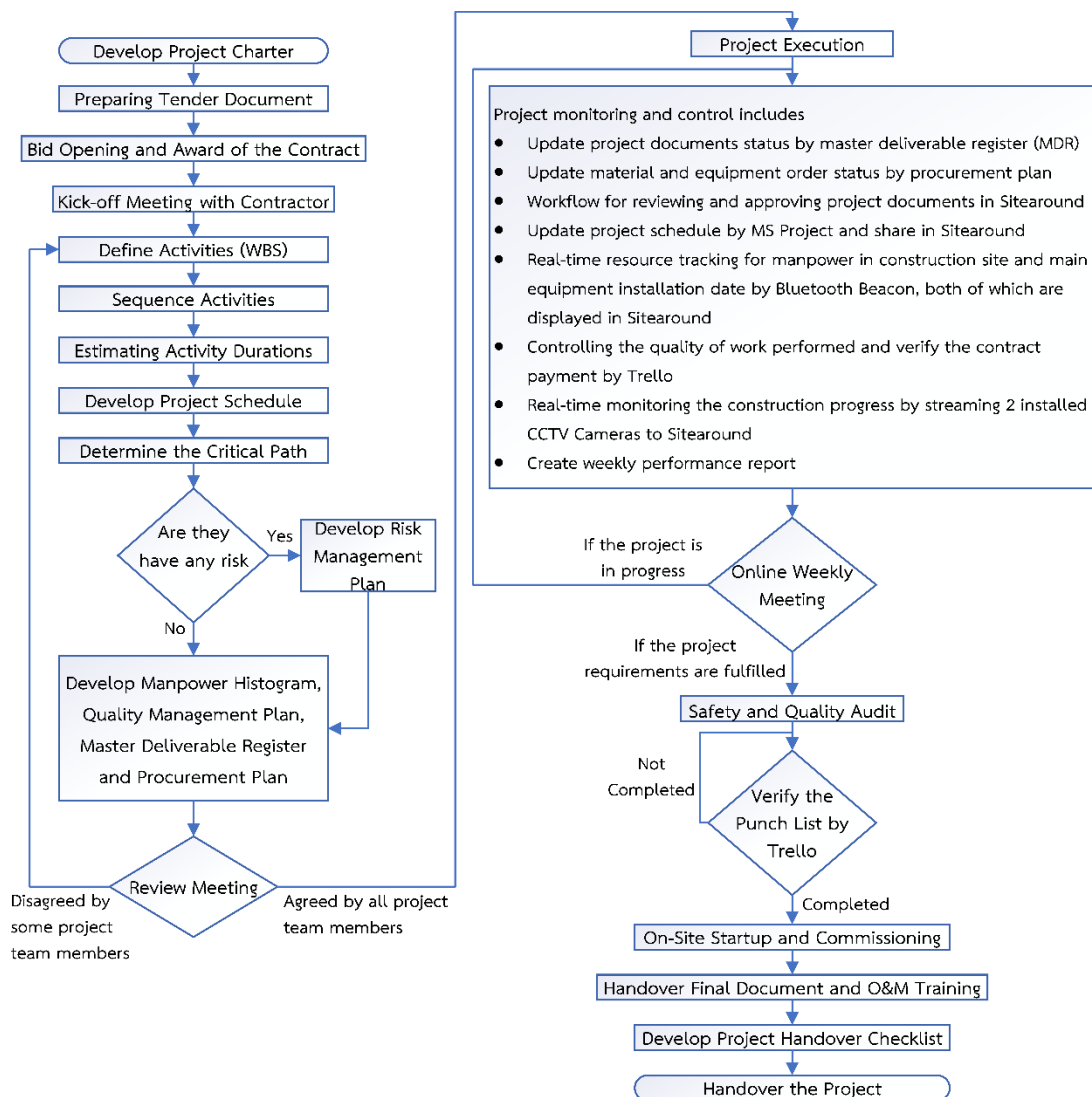 Develop Project Charter
Preparing Tender Document
Bid Opening and Award of the Contract
Kick-off Meeting with Contractor
Define Activities (WBS)
Sequence Activities
Estimating Activity Durations
Develop Project Schedule
Determine the Critical Path
Are they
have any risk
Yes
Develop Risk
Management
Plan
No
Develop Manpower Histogram,
Quality Management Plan,
Master Deliverable Register
and Procurement Plan
Review Meeting
Disagreed by
some project
team members
Agreed by all project
team members
Project Execution
Project monitoring and control includes
● Update project documents status by master deliverable register (MDR)
● Update material and equipment order status by procurement plan
● Workflow for reviewing and approving project documents in Sitearound
● Update project schedule by MS Project and share in Sitearound
● Real-time resource tracking for manpower in construction site and main
equipment installation date by Bluetooth Beacon, both of which are
displayed in Sitearound
● Controlling the quality of work performed and verify the contract
payment by Trello
● Real-time monitoring the construction progress by streaming 2 installed
CCTV Cameras to Sitearound
● Create weekly performance report
If the project is
in progress
Online Weekly
Meeting
If the project
requirements are fulfilled
Safety and Quality Audit
Not
Completed
Verify the
Punch List by
Trello
Completed
On-Site Startup and Commissioning
Handover Final Document and O&M Training
Develop Project Handover Checklist
Handover the Project